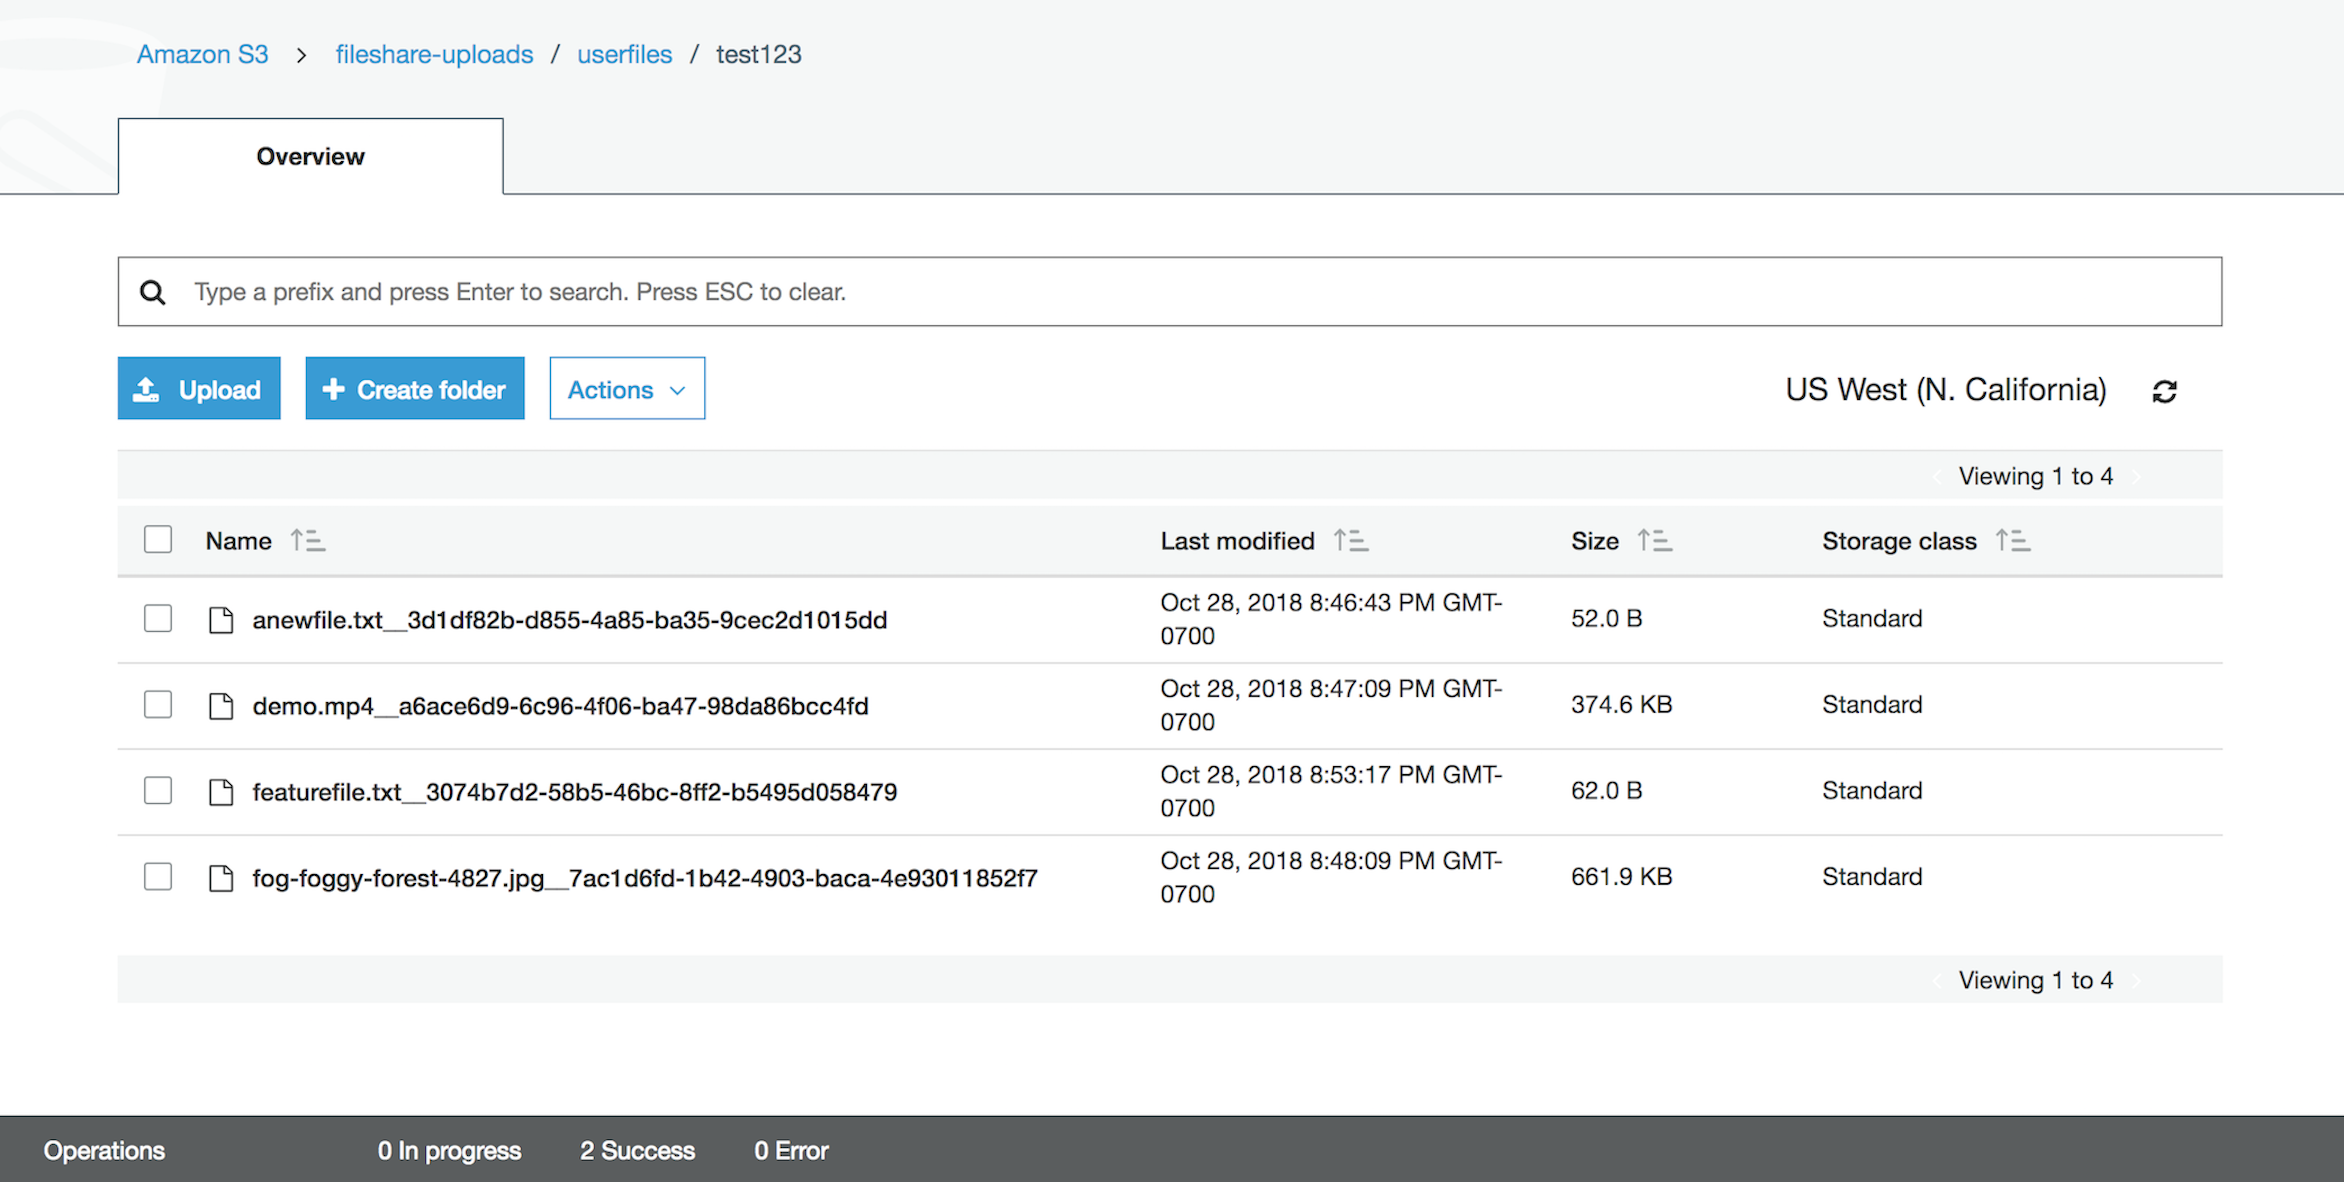 Amazon S3 > fileshare-uploads / userfiles / test123
Overview
Type a prefix and press Enter to search. Press ESC to clear.
Upload + Create folder Actions US West (N. California)
Viewing 1 to 4
Name Last modified Size Storage class
anewfile.txt__3d1df82b-d855-4a85-ba35-9cec2d1015dd Oct 28, 2018 8:46:43 PM GMT-
0700 52.0 B Standard
demo.mp4__a6ace6d9-6c96-4f06-ba47-98da86bcc4fd Oct 28, 2018 8:47:09 PM GMT-
0700 374.6 KB Standard
featurefile.txt__3074b7d2-58b5-46bc-8ff2-b5495d058479 Oct 28, 2018 8:53:17 PM GMT-
0700 62.0 B Standard
fog-foggy-forest-4827.jpg__7ac1d6fd-1b42-4903-baca-4e93011852f7 Oct 28, 2018 8:48:09 PM GMT-
0700 661.9 KB Standard
Viewing 1 to 4
Operations 0 In progress 2 Success 0 Error